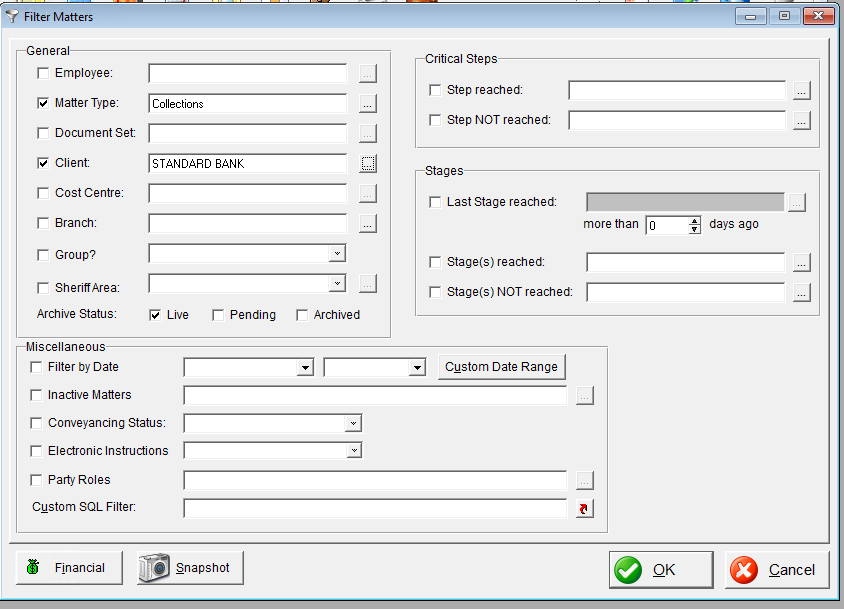 Filter Matters
General
Employee: ...
Matter Type: Collections ...
Document Set: ...
Client: STANDARD BANK ...
Cost Centre: ...
Branch: ...
Group?
Sheriff Area: ...
Archive Status: Live Pending Archived
Critical Steps
Step reached: ...
Step NOT reached: ...
Stages
Last Stage reached: ...
more than 0 days ago
Stage(s) reached: ...
Stage(s) NOT reached: ...
Miscellaneous
Filter by Date Custom Date Range
Inactive Matters ...
Conveyancing Status:
Electronic Instructions
Party Roles ...
Custom SQL Filter:
Financial Snapshot OK Cancel